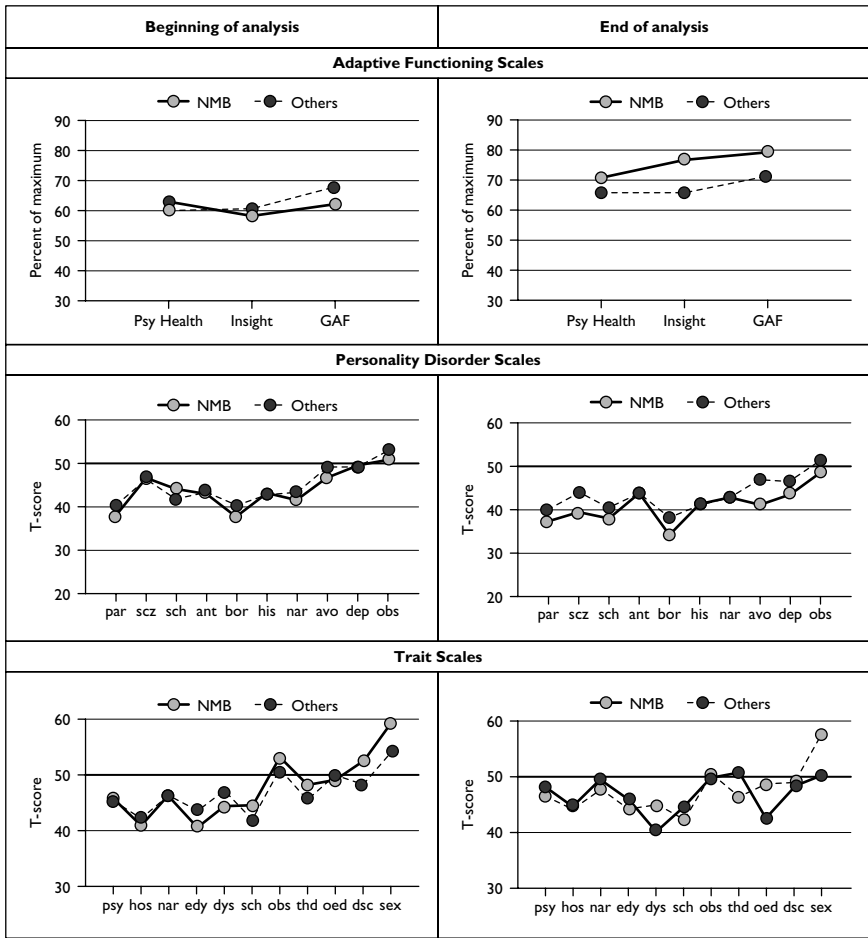 Beginning of analysis
End of analysis
Adaptive Functioning Scales
NMB Others
90
80
70
60
50
40
30
Percent of maximum
Psy Health Insight GAF
NMB Others
90
80
70
60
50
40
30
Percent of maximum
Psy Health Insight GAF
Personality Disorder Scales
NMB Others
60
50
40
30
20
T-score
par scz sch ant bor his nar avo dep obs
NMB Others
60
50
40
30
20
T-score
par scz sch ant bor his nar avo dep obs
Trait Scales
NMB Others
60
50
40
30
T-score
psy hos nar edy dys sch obs thd oed dsc sex
NMB Others
60
50
40
30
T-score
psy hos nar edy dys sch obs thd oed dsc sex